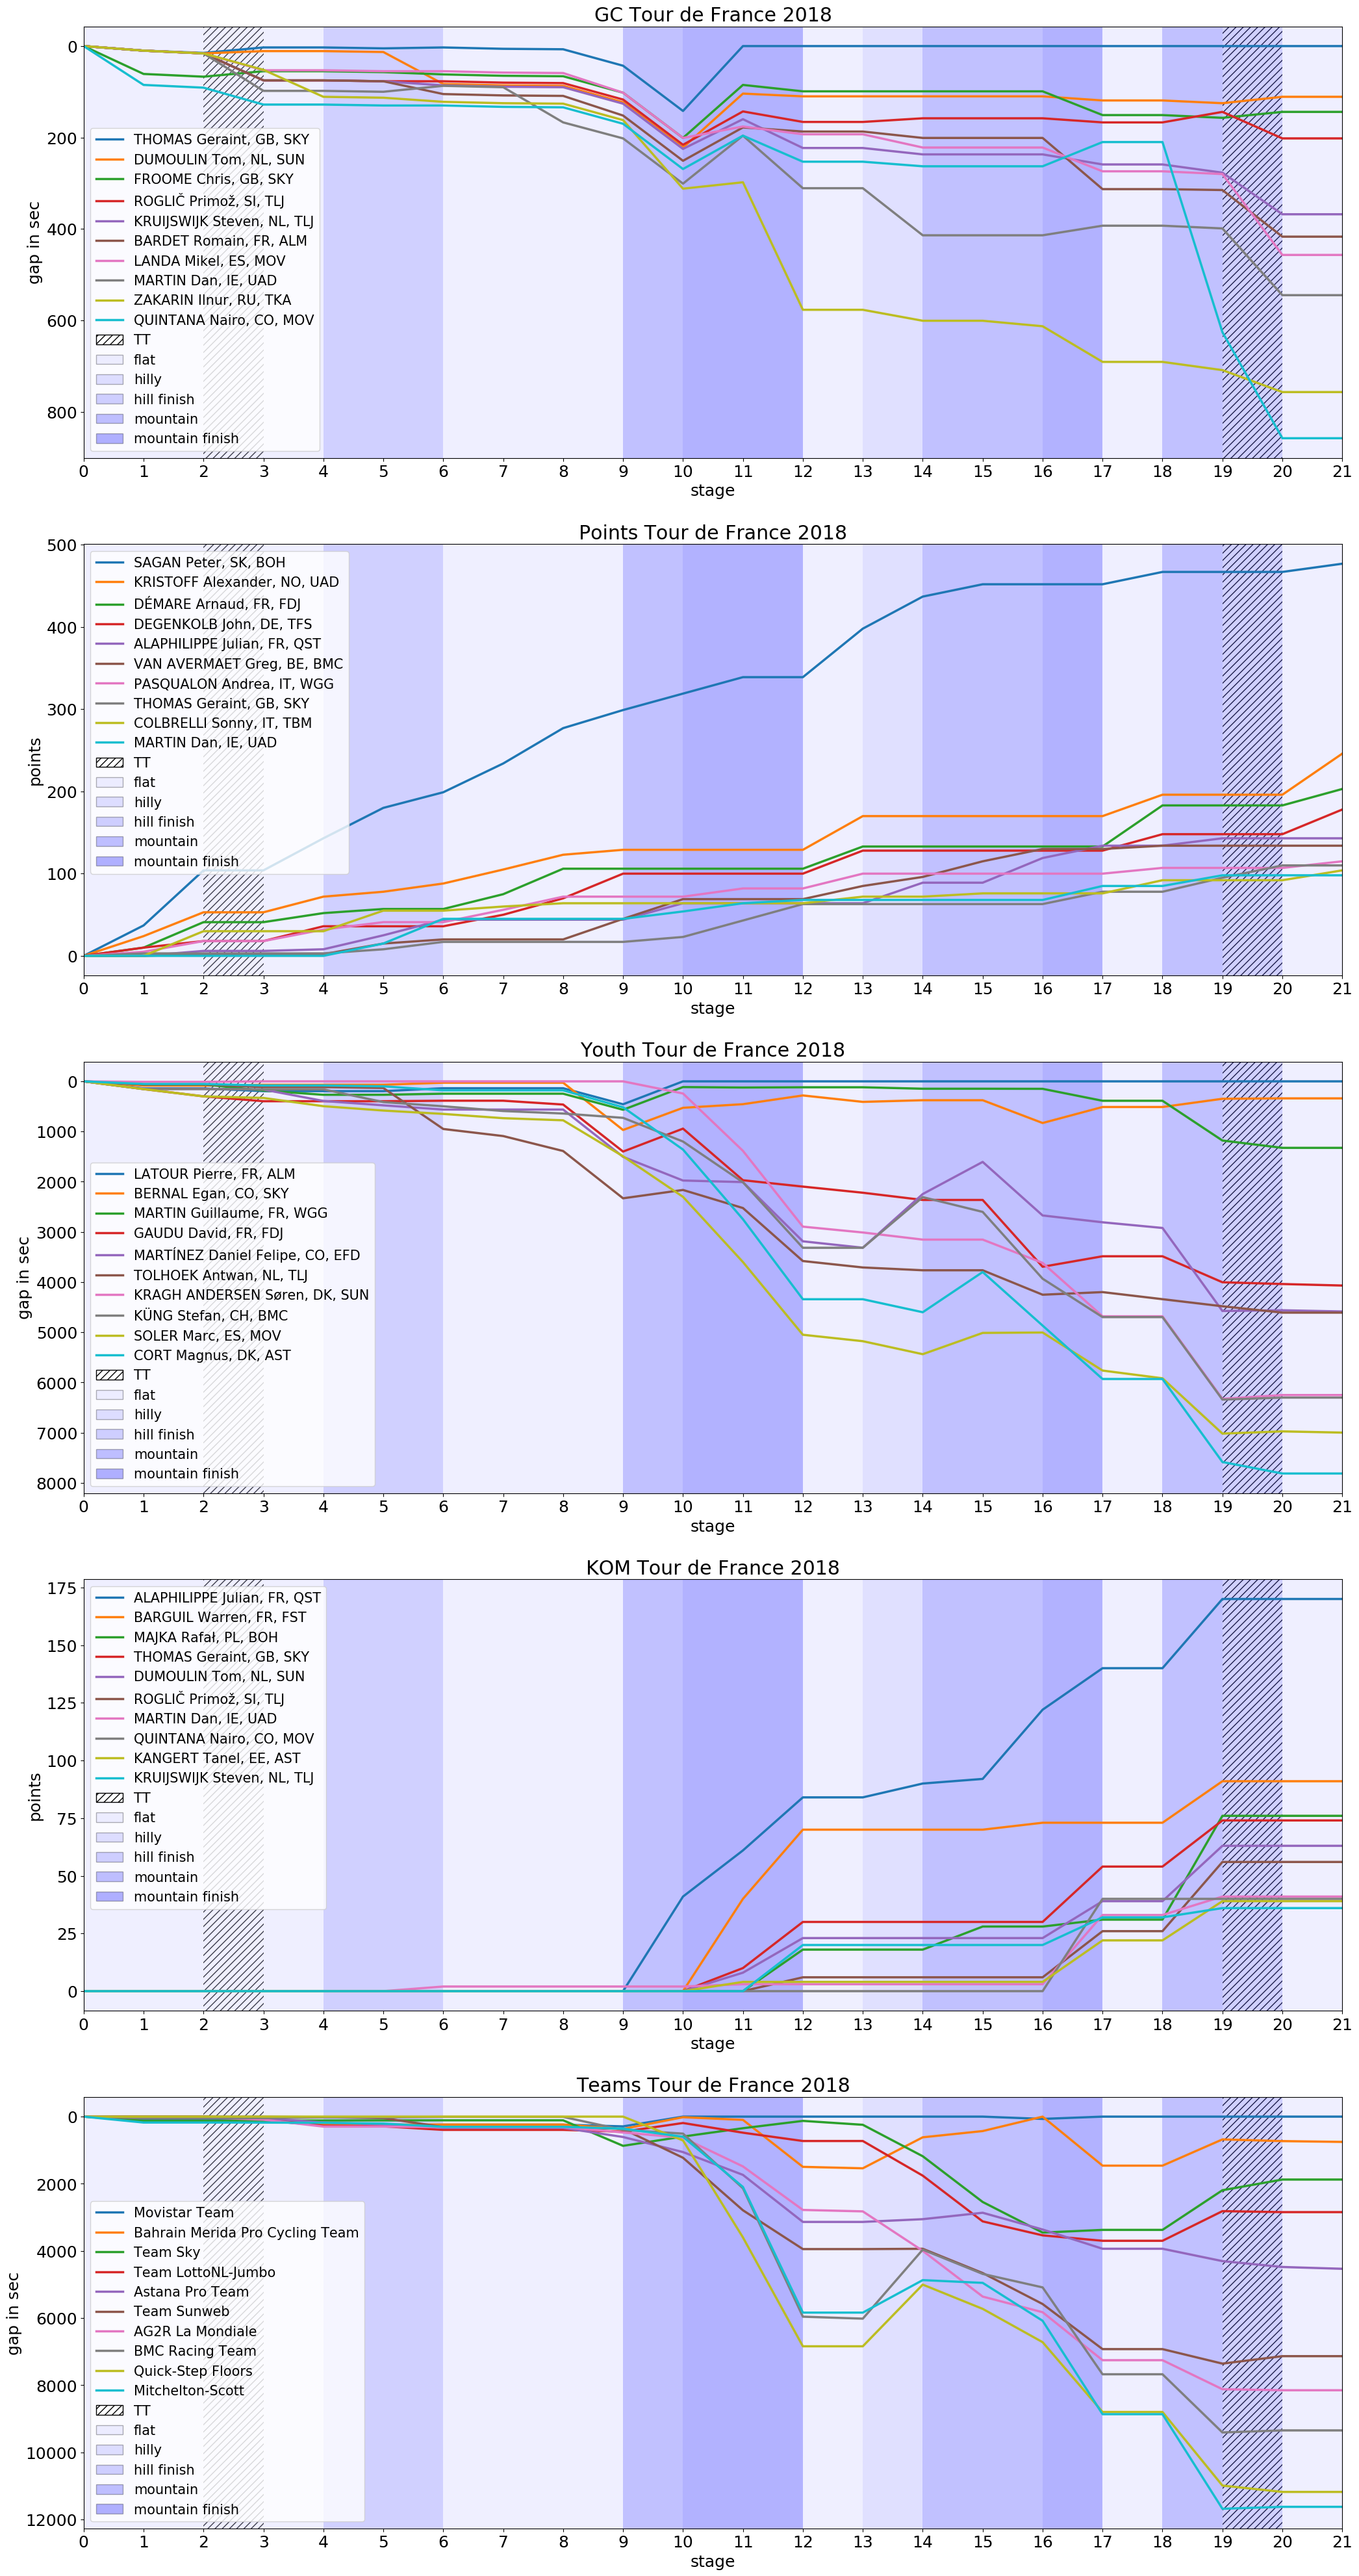 GC Tour de France 2018
0
200
400
600
800
gap in sec
THOMAS Geraint, GB, SKY
DUMOULIN Tom, NL, SUN
FROOME Chris, GB, SKY
ROGLIČ Primož, SI, TLJ
KRUIJSWIJK Steven, NL, TLJ
BARDET Romain, FR, ALM
LANDA Mikel, ES, MOV
MARTIN Dan, IE, UAD
ZAKARIN Ilnur, RU, TKA
QUINTANA Nairo, CO, MOV
TT
flat
hilly
hill finish
mountain
mountain finish
0 1 2 3 4 5 6 7 8 9 10 11 12 13 14 15 16 17 18 19 20 21
stage
Points Tour de France 2018
500
400
300
200
100
0
points
SAGAN Peter, SK, BOH
KRISTOFF Alexander, NO, UAD
DÉMARE Arnaud, FR, FDJ
DEGENKOLB John, DE, TFS
ALAPHILIPPE Julian, FR, QST
VAN AVERMAET Greg, BE, BMC
PASQUALON Andrea, IT, WGG
THOMAS Geraint, GB, SKY
COLBRELLI Sonny, IT, TBM
MARTIN Dan, IE, UAD
TT
flat
hilly
hill finish
mountain
mountain finish
0 1 2 3 4 5 6 7 8 9 10 11 12 13 14 15 16 17 18 19 20 21
stage
Youth Tour de France 2018
0
1000
2000
3000
4000
5000
6000
7000
8000
gap in sec
LATOUR Pierre, FR, ALM
BERNAL Egan, CO, SKY
MARTIN Guillaume, FR, WGG
GAUDU David, FR, FDJ
MARTÍNEZ Daniel Felipe, CO, EFD
TOLHOEK Antwan, NL, TLJ
KRAGH ANDERSEN Søren, DK, SUN
KÜNG Stefan, CH, BMC
SOLER Marc, ES, MOV
CORT Magnus, DK, AST
TT
flat
hilly
hill finish
mountain
mountain finish
0 1 2 3 4 5 6 7 8 9 10 11 12 13 14 15 16 17 18 19 20 21
stage
KOM Tour de France 2018
175
150
125
100
75
50
25
0
points
ALAPHILIPPE Julian, FR, QST
BARGUIL Warren, FR, FST
MAJKA Rafał, PL, BOH
THOMAS Geraint, GB, SKY
DUMOULIN Tom, NL, SUN
ROGLIČ Primož, SI, TLJ
MARTIN Dan, IE, UAD
QUINTANA Nairo, CO, MOV
KANGERT Tanel, EE, AST
KRUIJSWIJK Steven, NL, TLJ
TT
flat
hilly
hill finish
mountain
mountain finish
0 1 2 3 4 5 6 7 8 9 10 11 12 13 14 15 16 17 18 19 20 21
stage
Teams Tour de France 2018
0
2000
4000
6000
8000
10000
12000
gap in sec
Movistar Team
Bahrain Merida Pro Cycling Team
Team Sky
Team LottoNL-Jumbo
Astana Pro Team
Team Sunweb
AG2R La Mondiale
BMC Racing Team
Quick-Step Floors
Mitchelton-Scott
TT
flat
hilly
hill finish
mountain
mountain finish
0 1 2 3 4 5 6 7 8 9 10 11 12 13 14 15 16 17 18 19 20 21
stage